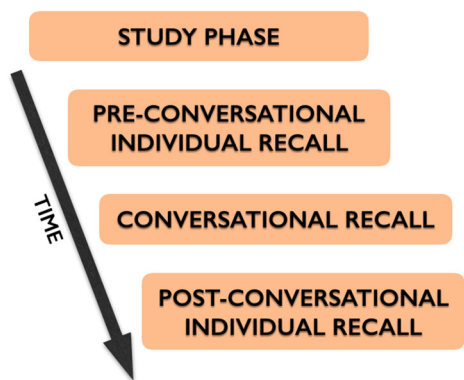 STUDY PHASE
PRE-CONVERSATIONAL
INDIVIDUAL RECALL
TIME
CONVERSATIONAL RECALL
POST-CONVERSATIONAL
INDIVIDUAL RECALL